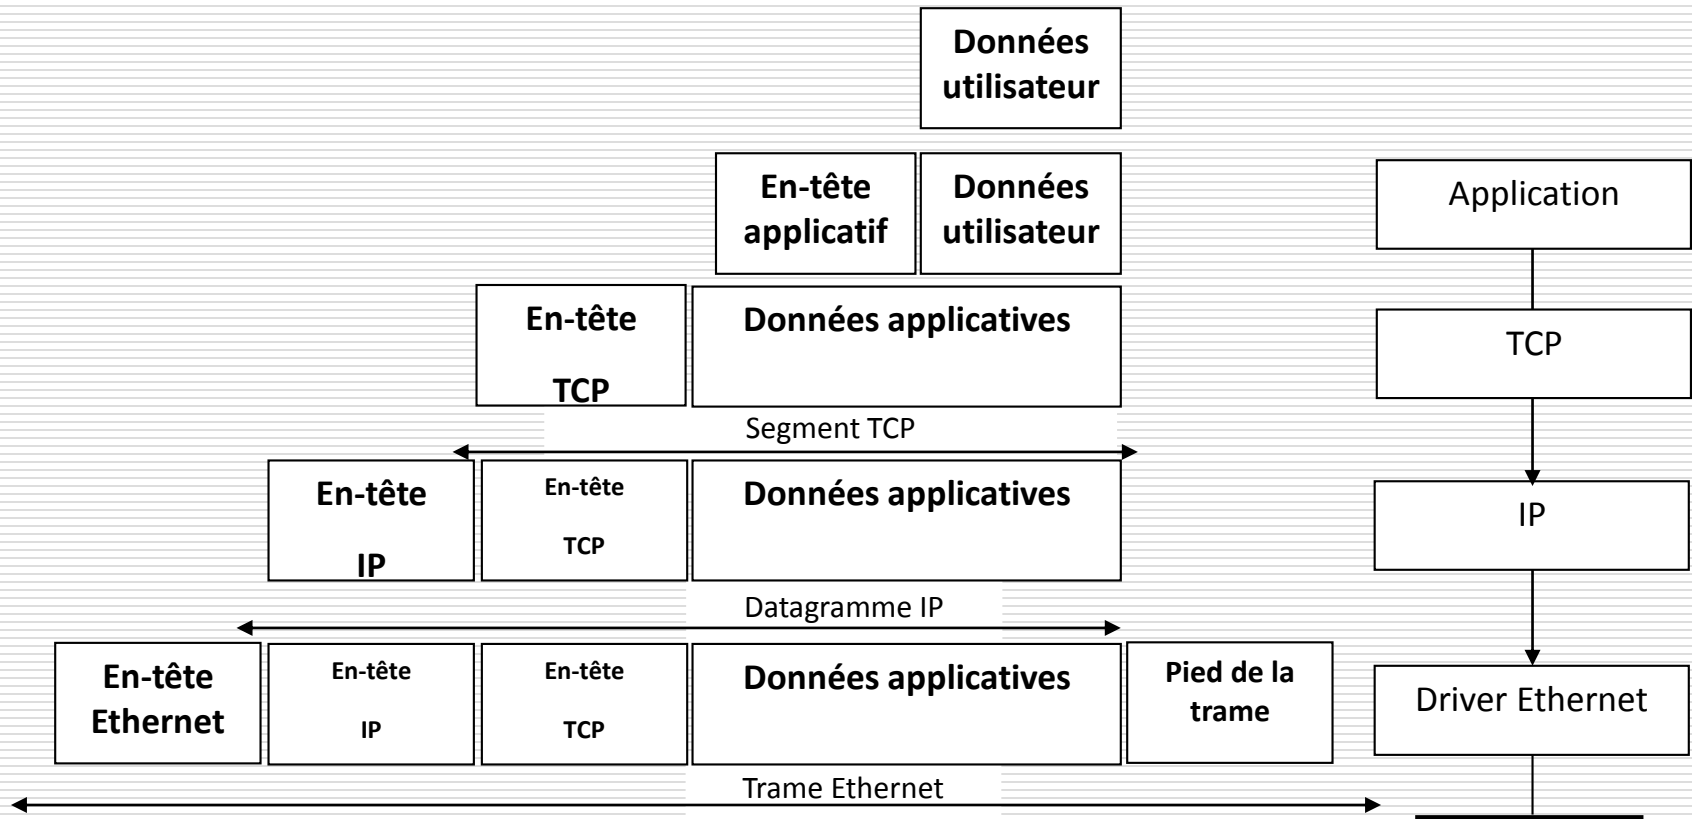 Données
utilisateur
En-tête
applicatif
Données
utilisateur
Application
En-tête
TCP
Données applicatives
TCP
Segment TCP
En-tête
IP
En-tête
TCP
Données applicatives
IP
Datagramme IP
En-tête
Ethernet
En-tête
IP
En-tête
TCP
Données applicatives
Pied de la
trame
Driver Ethernet
Trame Ethernet